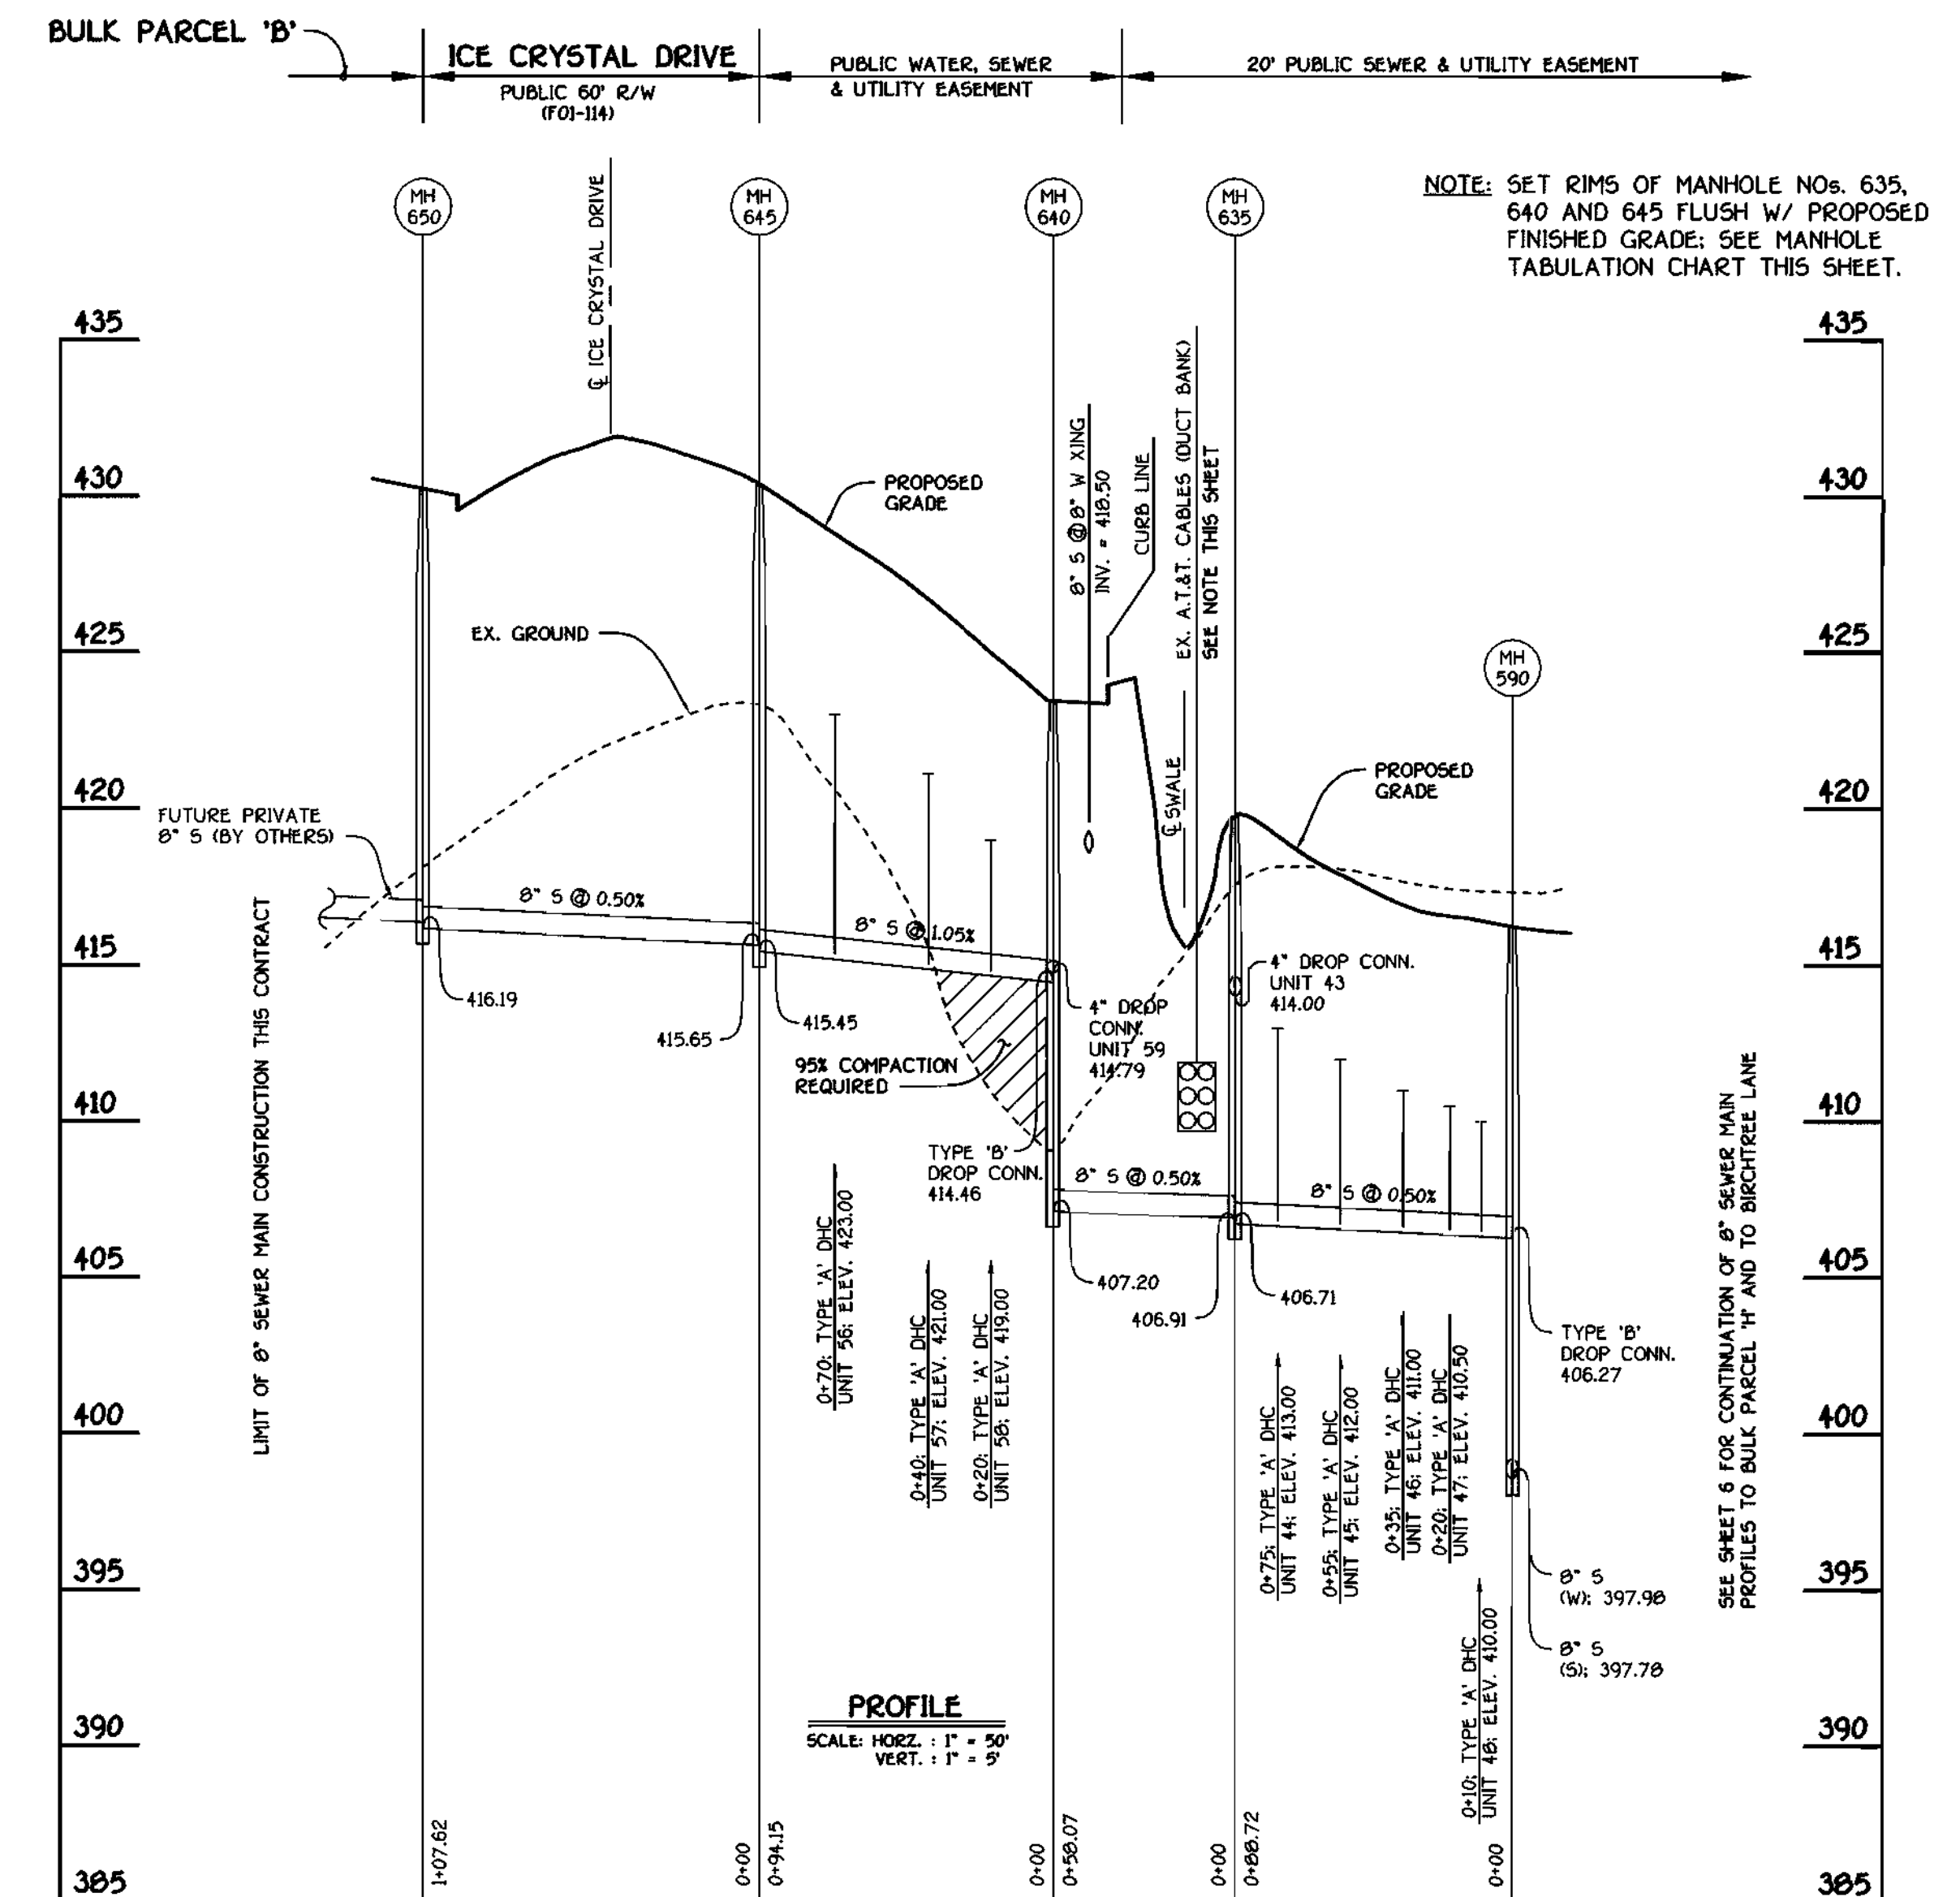 BULK PARCEL 'B'
ICE CRYSTAL DRIVE
PUBLIC 60' R/W
(F01-114)
PUBLIC WATER, SEWER
& UTILITY EASEMENT
20' PUBLIC SEWER & UTILITY EASEMENT
MH
650
℄ ICE CRYSTAL DRIVE
MH
645
MH
640
MH
635
NOTE: SET RIMS OF MANHOLE NOs. 635,
640 AND 645 FLUSH W/ PROPOSED
FINISHED GRADE; SEE MANHOLE
TABULATION CHART THIS SHEET.
435
430
425
420
415
410
405
400
395
390
385
435
430
425
420
415
410
405
400
395
390
385
PROPOSED
GRADE
EX. GROUND
8" S @ 8" W XING
INV. = 418.50
CURB LINE
EX. A.T.&T. CABLES (DUCT BANK)
SEE NOTE THIS SHEET
℄ SWALE
MH
590
PROPOSED
GRADE
FUTURE PRIVATE
8" S (BY OTHERS)
8" S @ 0.50%
8" S @ 1.05%
416.19
415.65
415.45
95% COMPACTION
REQUIRED
4" DROP
CONN.
UNIT 59
414.79
4" DROP CONN.
UNIT 43
414.00
TYPE 'B'
DROP CONN.
414.46
8" S @ 0.50%
8" S @ 0.50%
407.20
406.91
406.71
TYPE 'B'
DROP CONN.
406.27
LIMIT OF 8" SEWER MAIN CONSTRUCTION THIS CONTRACT
0+70; TYPE 'A' DHC
UNIT 56; ELEV. 423.00
0+40; TYPE 'A' DHC
UNIT 57; ELEV. 421.00
0+20; TYPE 'A' DHC
UNIT 58; ELEV. 419.00
0+75; TYPE 'A' DHC
UNIT 44; ELEV. 413.00
0+55; TYPE 'A' DHC
UNIT 45; ELEV. 412.00
0+35; TYPE 'A' DHC
UNIT 46; ELEV. 411.00
0+20; TYPE 'A' DHC
UNIT 47; ELEV. 410.50
0+10; TYPE 'A' DHC
UNIT 48; ELEV. 410.00
8" S
(W); 397.98
8" S
(S); 397.78
SEE SHEET 6 FOR CONTINUATION OF 8" SEWER MAIN
PROFILES TO BULK PARCEL 'H' AND TO BIRCHTREE LANE
PROFILE
SCALE: HORZ. : 1" = 50'
VERT. : 1" = 5'
1+07.62
0+00
0+94.15
0+00
0+58.07
0+00
0+88.72
0+00